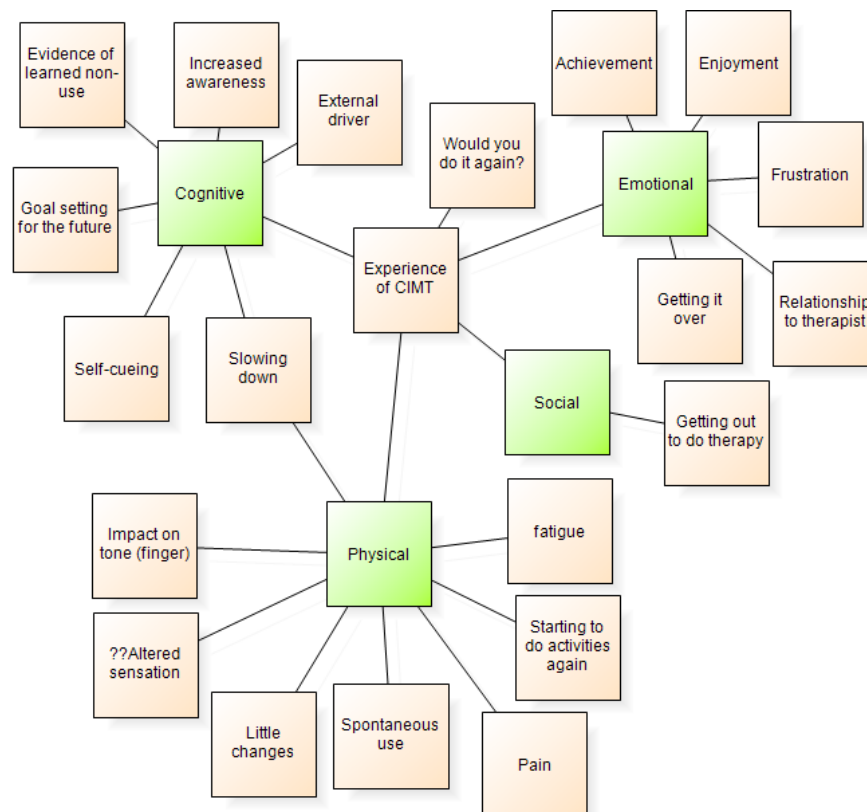 Evidence of
learned non-
use
Increased
awareness
External
driver
Cognitive
Goal setting
for the future
Self-cueing
Slowing
down
Would you
do it again?
Experience
of CIMT
Achievement
Enjoyment
Emotional
Frustration
Getting it
over
Relationship
to therapist
Social
Getting out
to do therapy
Physical
Impact on
tone (finger)
??Altered
sensation
Little
changes
Spontaneous
use
Pain
Starting to
do activities
again
fatigue